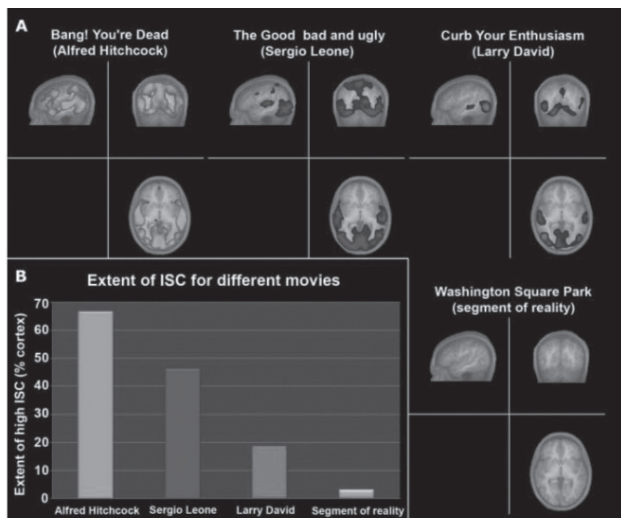 A
Bang! You're Dead
(Alfred Hitchcock)
The Good bad and ugly
(Sergio Leone)
Curb Your Enthusiasm
(Larry David)
B
Extent of ISC for different movies
Extent of high ISC (% cortex)
70
60
50
40
30
20
10
0
Alfred Hitchcock Sergio Leone Larry David Segment of reality
Washington Square Park
(segment of reality)